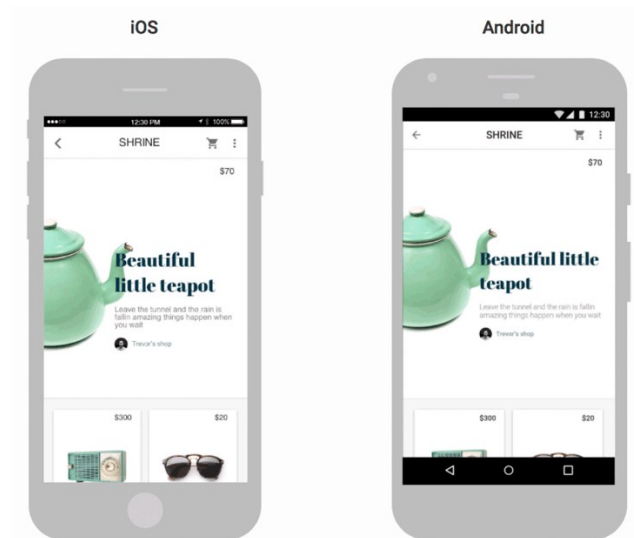 iOS
12:30 PM
100%
SHRINE
$70
Beautiful
little teapot
Leave the tunnel and the rain is
fallin amazing things happen when
you wait
Trevor's shop
$300
$20
Android
12:30
SHRINE
$70
Beautiful little
teapot
Leave the tunnel and the rain is fallin
amazing things happen when you wait
Trevor's shop
$300
$20